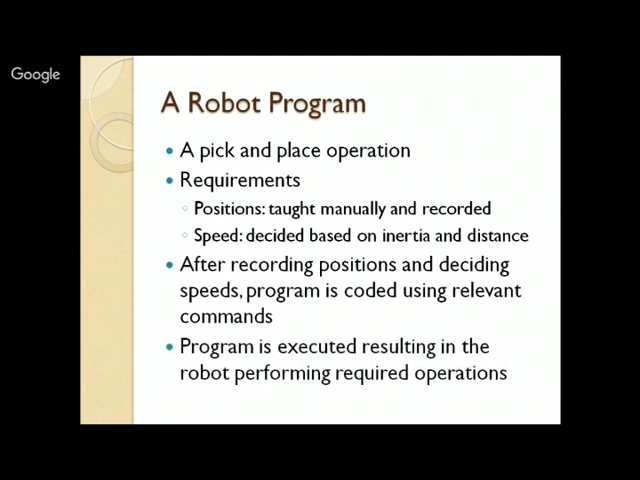 Google
A Robot Program
• A pick and place operation
• Requirements
◦ Positions: taught manually and recorded
◦ Speed: decided based on inertia and distance
• After recording positions and deciding
speeds, program is coded using relevant
commands
• Program is executed resulting in the
robot performing required operations